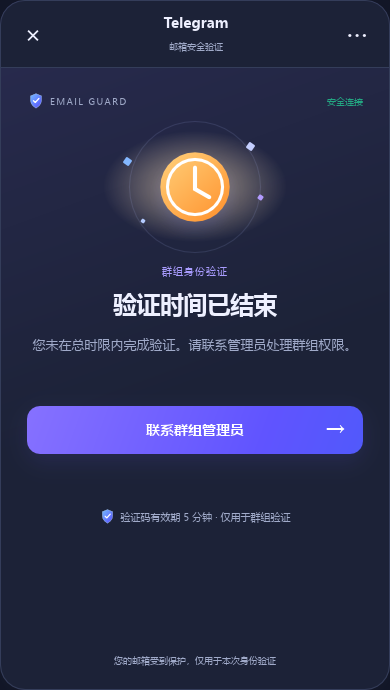 Telegram
邮箱安全验证
EMAIL GUARD
安全连接
群组身份验证
验证时间已结束
您未在总时限内完成验证。请联系管理员处理群组权限。
联系群组管理员 →
验证码有效期 5 分钟 · 仅用于群组验证
您的邮箱受到保护，仅用于本次身份验证